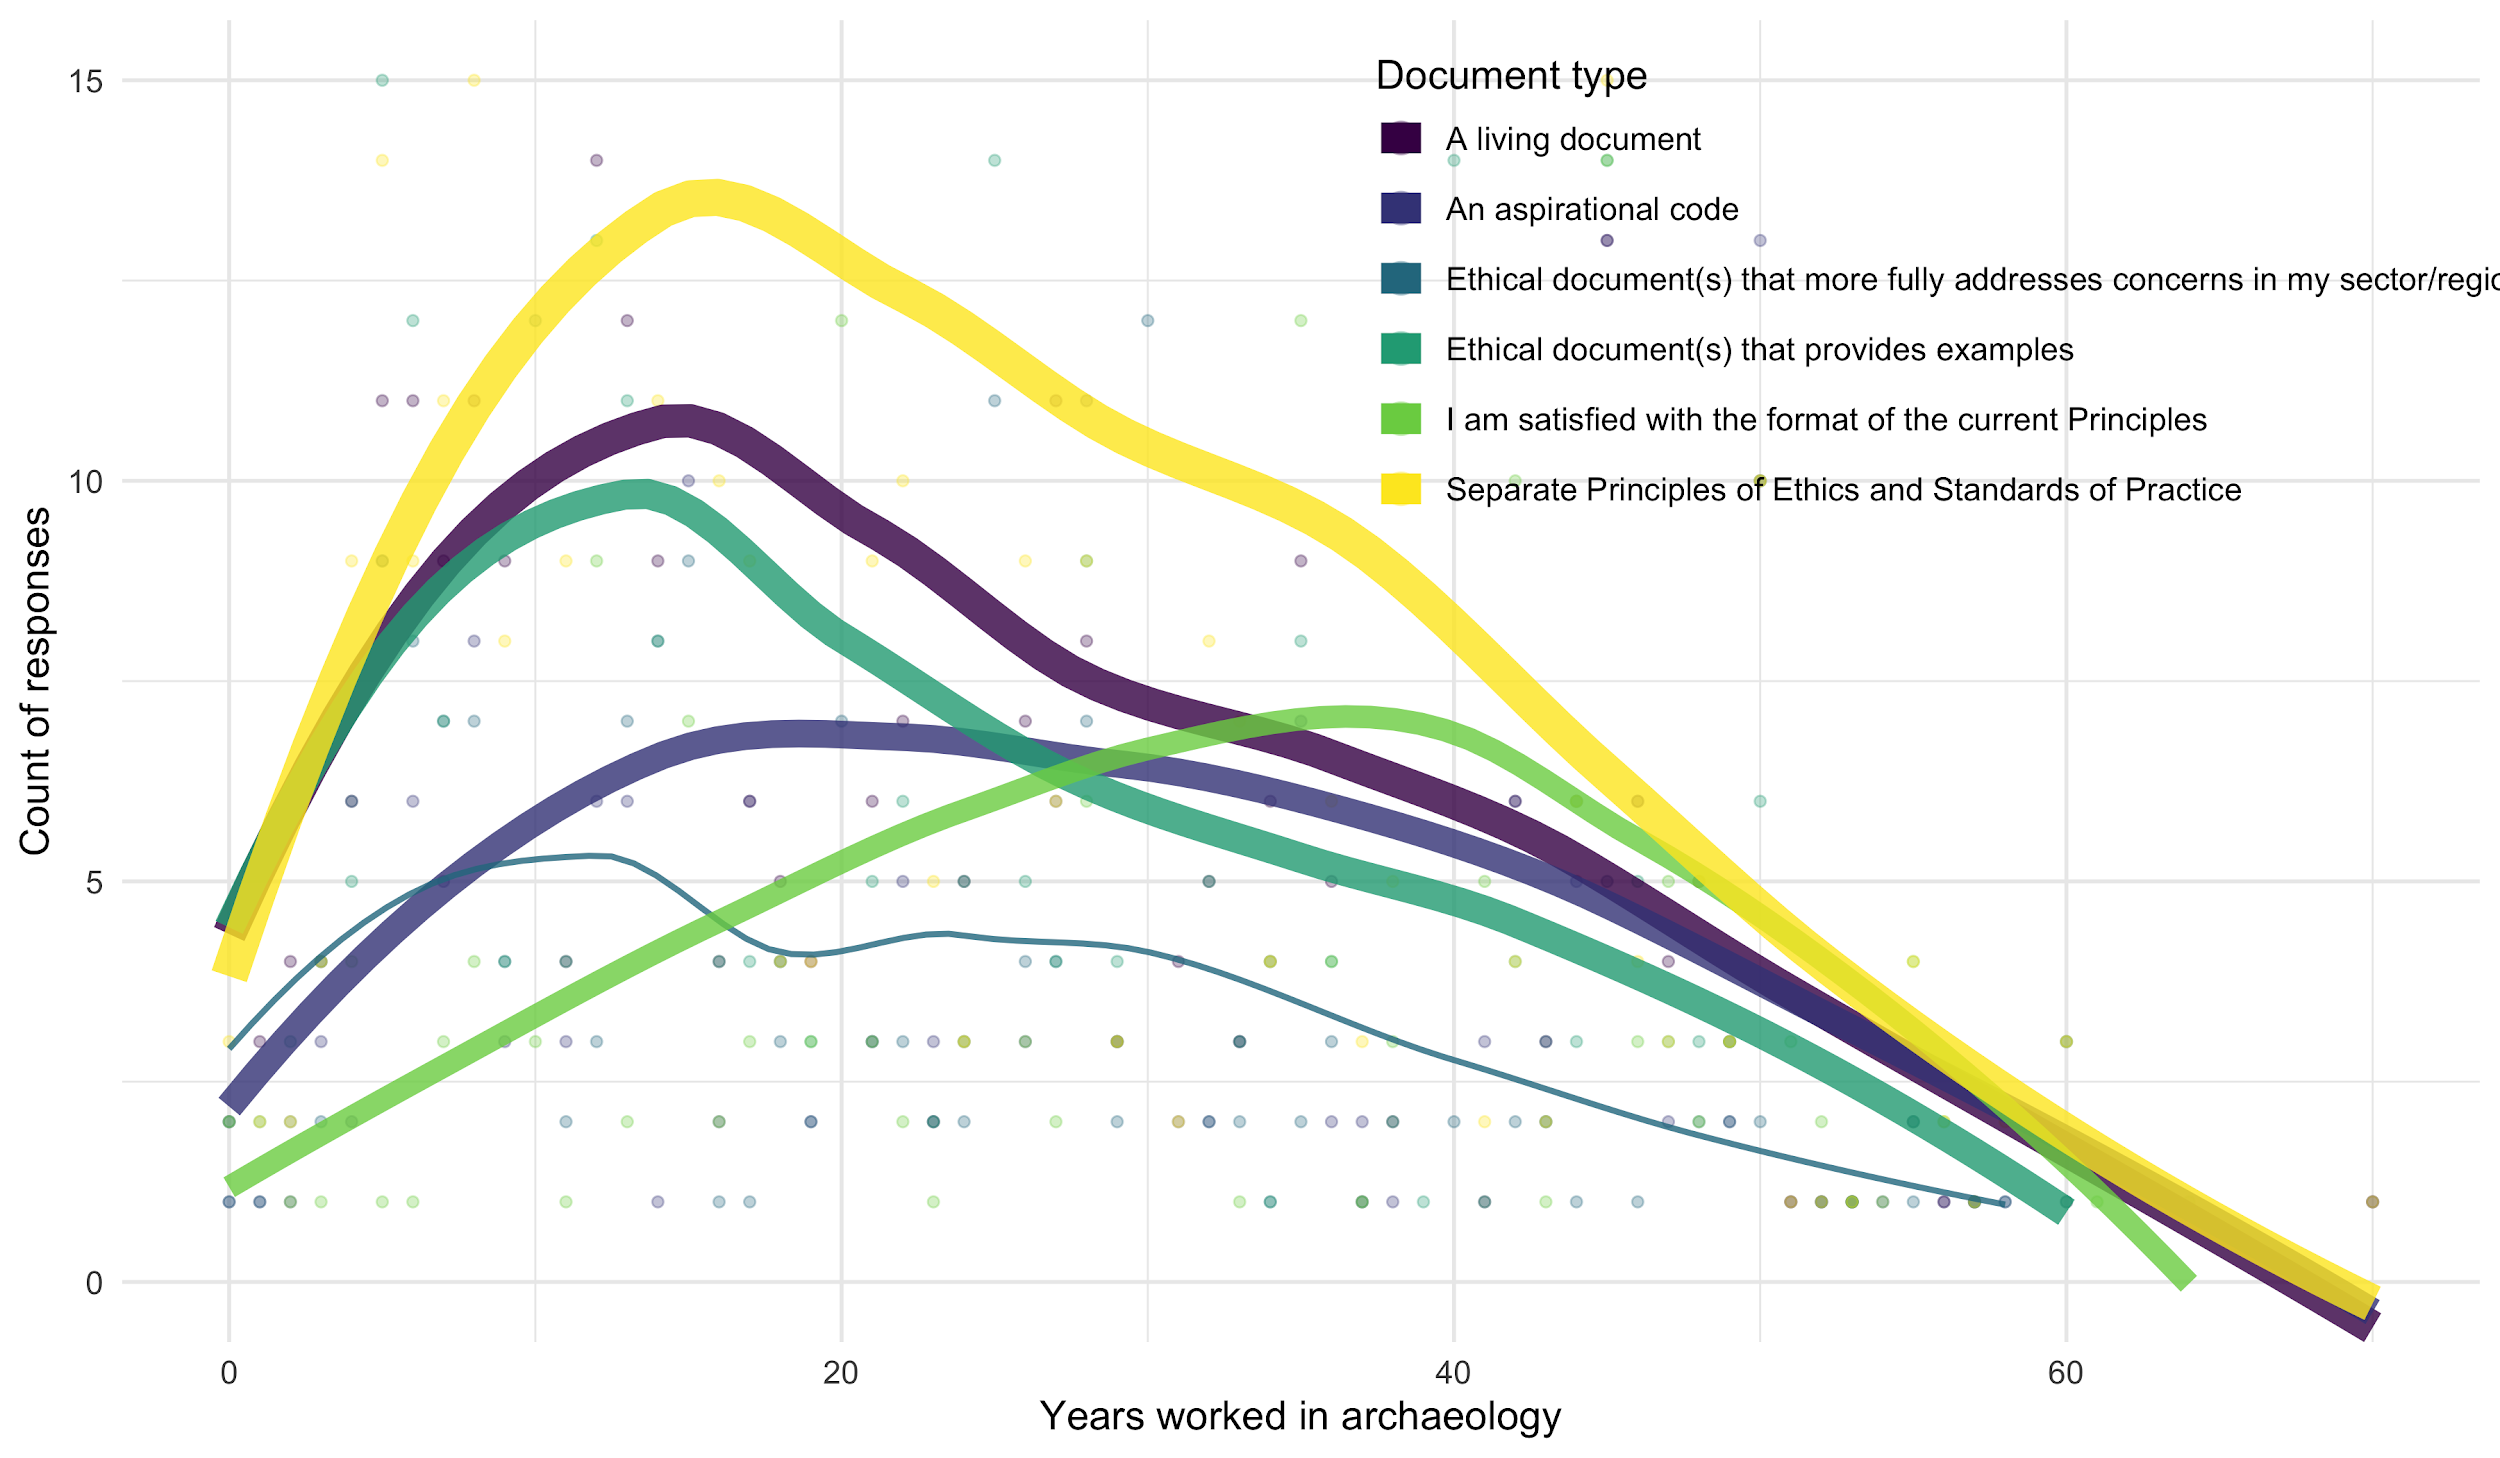 Document type
A living document
An aspirational code
Ethical document(s) that more fully addresses concerns in my sector/regio
Ethical document(s) that provides examples
I am satisfied with the format of the current Principles
Separate Principles of Ethics and Standards of Practice
Count of responses
15
10
5
0
0 20 40 60
Years worked in archaeology